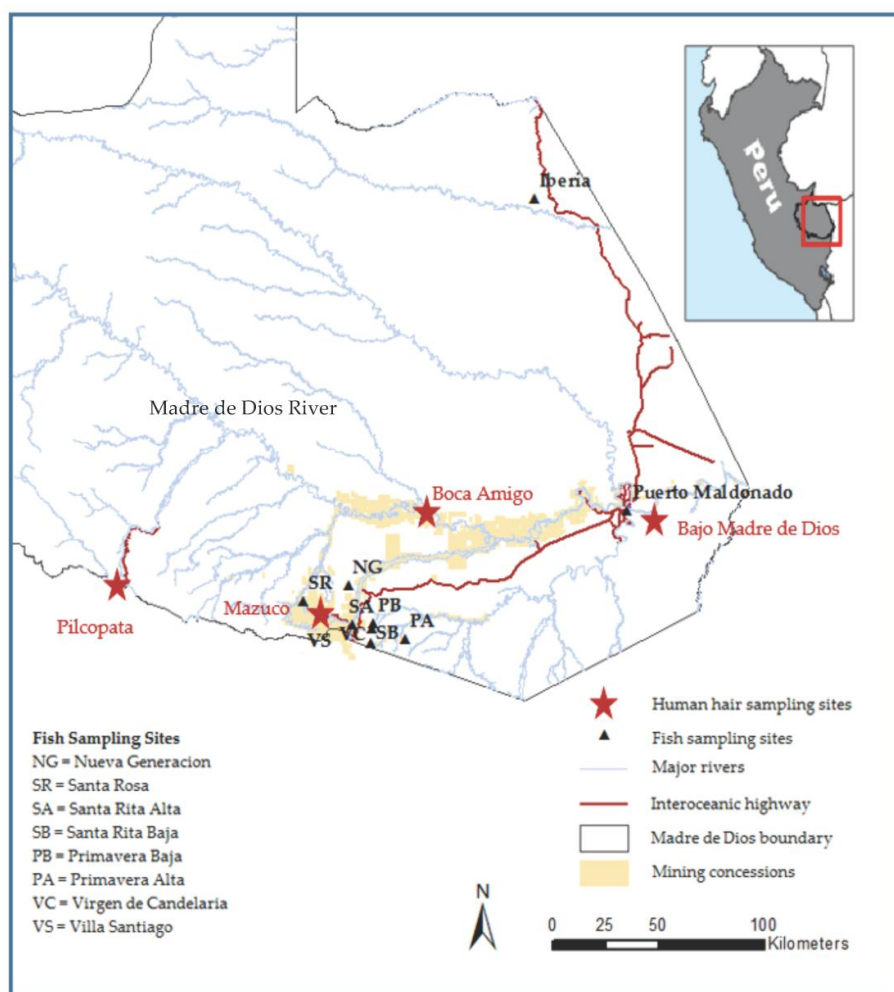 Peru
Iberia
Madre de Dios River
Boca Amigo
Puerto Maldonado
Bajo Madre de Dios
NG
SR
Mazuco
SA PB
PA
VC SB
VS
Pilcopata
Fish Sampling Sites
NG = Nueva Generacion
SR = Santa Rosa
SA = Santa Rita Alta
SB = Santa Rita Baja
PB = Primavera Baja
PA = Primavera Alta
VC = Virgen de Candelaria
VS = Villa Santiago
Human hair sampling sites
Fish sampling sites
Major rivers
Interoceanic highway
Madre de Dios boundary
Mining concessions
N
0 25 50 100
Kilometers